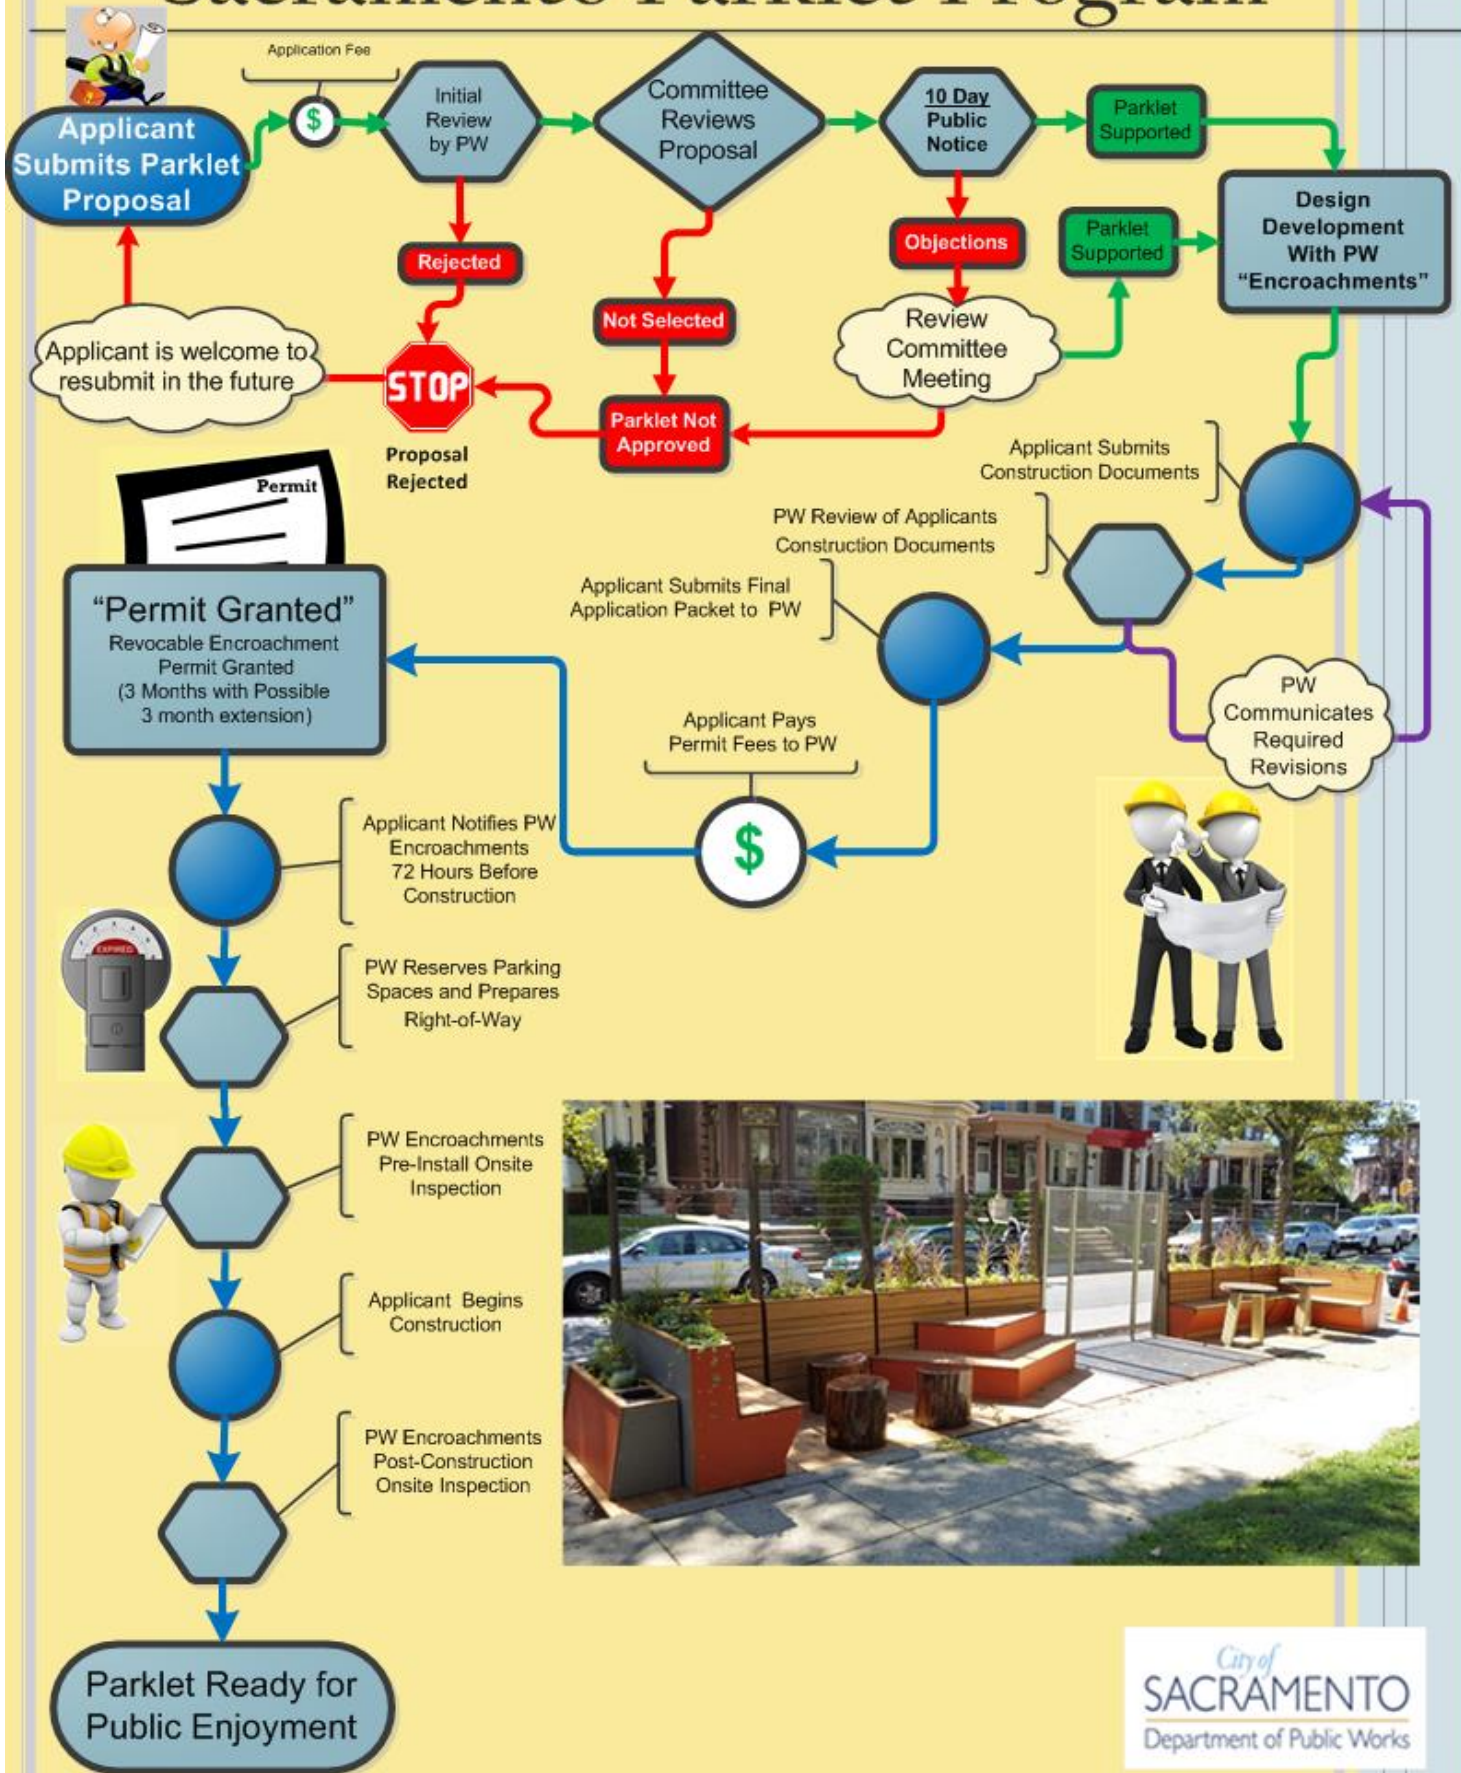 Sacramento Parklet Program
Application Fee
Applicant
Submits Parklet
Proposal
$
Initial
Review
by PW
Committee
Reviews
Proposal
10 Day
Public
Notice
Parklet
Supported
Design
Development
With PW
“Encroachments”
Rejected
Not Selected
Objections
Parklet
Supported
Applicant is welcome to
resubmit in the future
STOP
Proposal
Rejected
Parklet Not
Approved
Review
Committee
Meeting
Applicant Submits
Construction Documents
PW Review of Applicants
Construction Documents
Applicant Submits Final
Application Packet to PW
PW
Communicates
Required
Revisions
Applicant Pays
Permit Fees to PW
$
Permit
“Permit Granted”
Revocable Encroachment
Permit Granted
(3 Months with Possible
3 month extension)
Applicant Notifies PW
Encroachments
72 Hours Before
Construction
EXPIRED
PW Reserves Parking
Spaces and Prepares
Right-of-Way
PW Encroachments
Pre-Install Onsite
Inspection
Applicant Begins
Construction
PW Encroachments
Post-Construction
Onsite Inspection
Parklet Ready for
Public Enjoyment
City of
SACRAMENTO
Department of Public Works